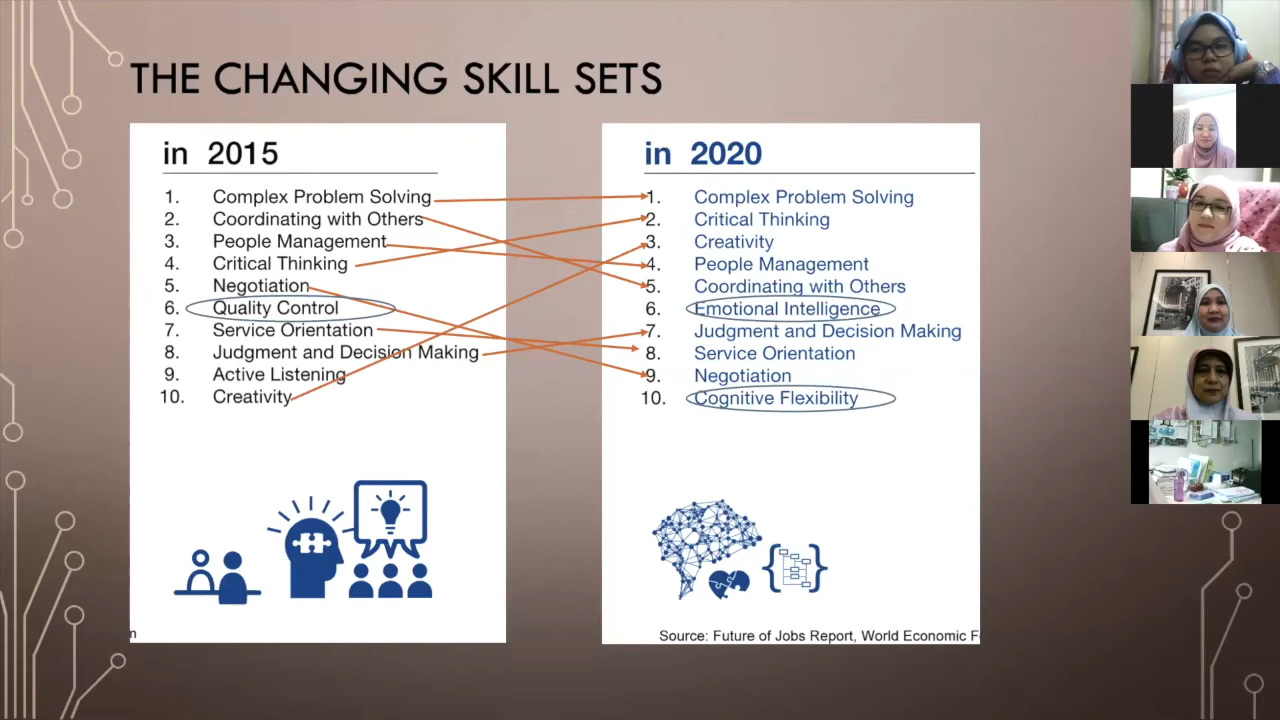 THE CHANGING SKILL SETS
in 2015
1. Complex Problem Solving
2. Coordinating with Others
3. People Management
4. Critical Thinking
5. Negotiation
6. Quality Control
7. Service Orientation
8. Judgment and Decision Making
9. Active Listening
10. Creativity
m
in 2020
1. Complex Problem Solving
2. Critical Thinking
3. Creativity
4. People Management
5. Coordinating with Others
6. Emotional Intelligence
7. Judgment and Decision Making
8. Service Orientation
9. Negotiation
10. Cognitive Flexibility
Source: Future of Jobs Report, World Economic F